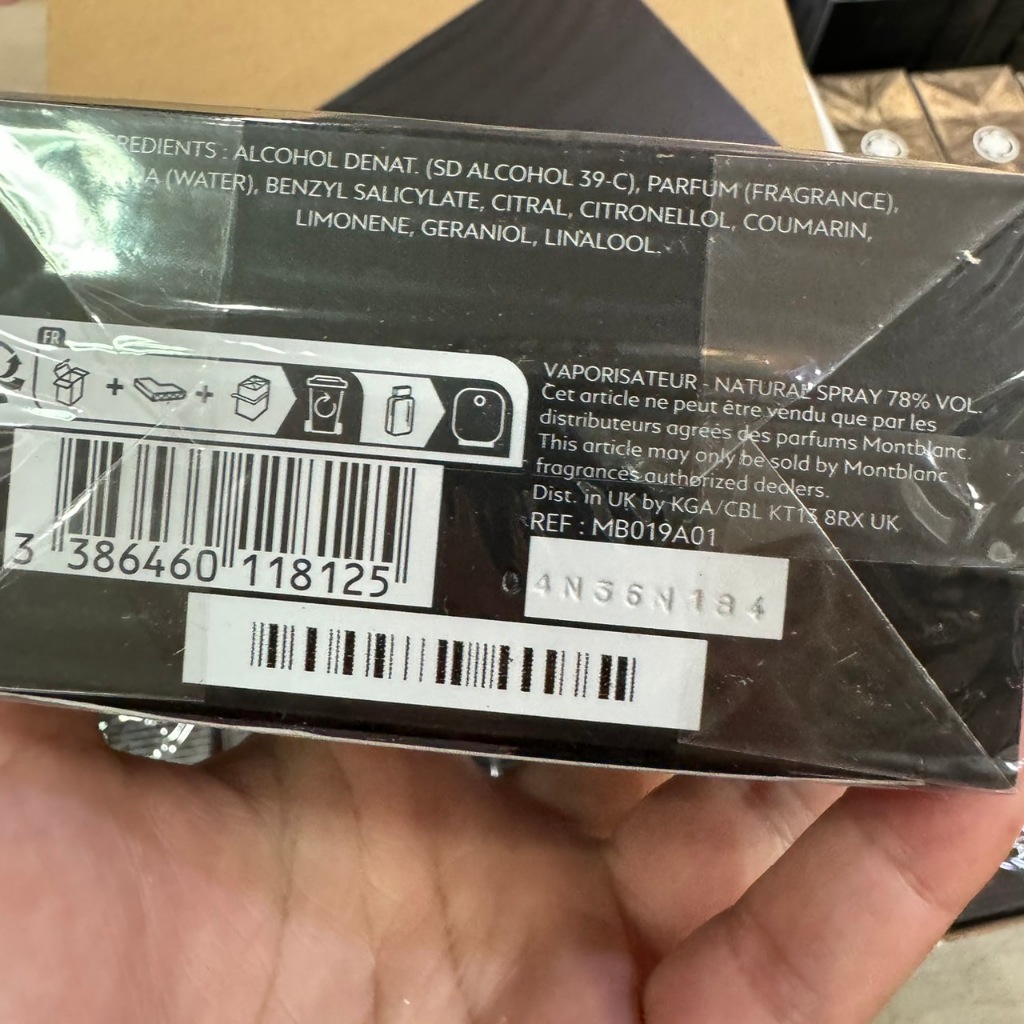 REDIENTS : ALCOHOL DENAT. (SD ALCOHOL 39-C), PARFUM (FRAGRANCE),
(WATER), BENZYL SALICYLATE, CITRAL, CITRONELLOL, COUMARIN,
LIMONENE, GERANIOL, LINALOOL.
FR
VAPORISATEUR - NATURAL SPRAY 78% VOL.
Cet article ne peut être vendu que par les
distributeurs agréés des parfums Montblanc.
This article may only be sold by Montblanc
fragrances authorized dealers.
Dist. in UK by KGA/CBL KT13 8RX UK
REF : MB019A01
3 386460 118125
4N36N184